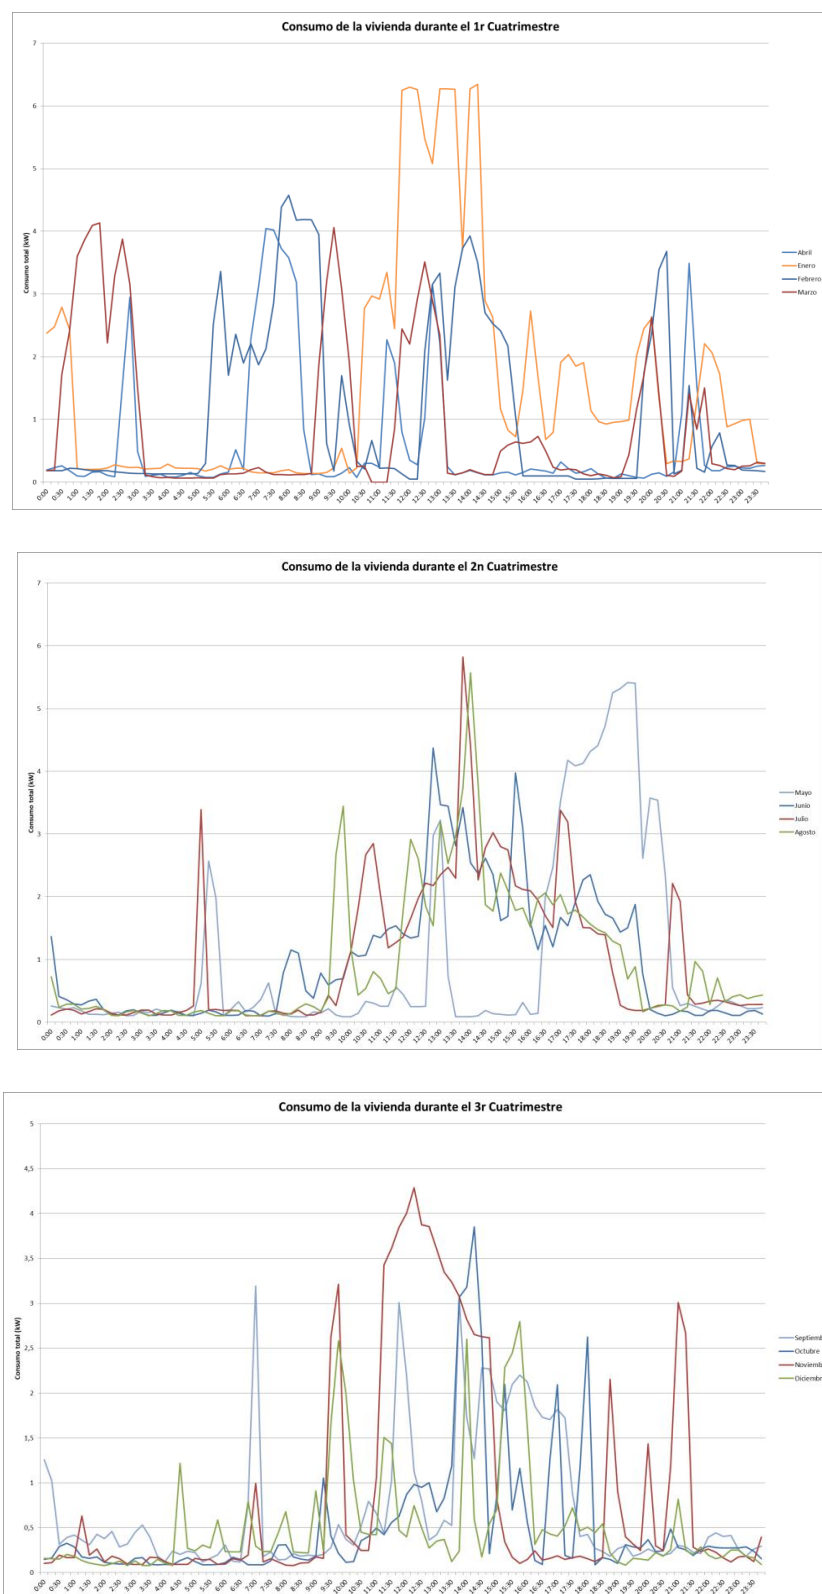 Consumo de la vivienda durante el 1r Cuatrimestre
7
6
5
4
3
2
1
0
Consumo total (kW)
0:00 0:30 1:00 1:30 2:00 2:30 3:00 3:30 4:00 4:30 5:00 5:30 6:00 6:30 7:00 7:30 8:00 8:30 9:00 9:30 10:00 10:30 11:00 11:30 12:00 12:30 13:00 13:30 14:00 14:30 15:00 15:30 16:00 16:30 17:00 17:30 18:00 18:30 19:00 19:30 20:00 20:30 21:00 21:30 22:00 22:30 23:00 23:30
Abril
Enero
Febrero
Marzo
Consumo de la vivienda durante el 2n Cuatrimestre
7
6
5
4
3
2
1
0
Consumo total (kW)
0:00 0:30 1:00 1:30 2:00 2:30 3:00 3:30 4:00 4:30 5:00 5:30 6:00 6:30 7:00 7:30 8:00 8:30 9:00 9:30 10:00 10:30 11:00 11:30 12:00 12:30 13:00 13:30 14:00 14:30 15:00 15:30 16:00 16:30 17:00 17:30 18:00 18:30 19:00 19:30 20:00 20:30 21:00 21:30 22:00 22:30 23:00 23:30
Mayo
Junio
Julio
Agosto
Consumo de la vivienda durante el 3r Cuatrimestre
5
4,5
4
3,5
3
2,5
2
1,5
1
0,5
0
Consumo total (kW)
0:00 0:30 1:00 1:30 2:00 2:30 3:00 3:30 4:00 4:30 5:00 5:30 6:00 6:30 7:00 7:30 8:00 8:30 9:00 9:30 10:00 10:30 11:00 11:30 12:00 12:30 13:00 13:30 14:00 14:30 15:00 15:30 16:00 16:30 17:00 17:30 18:00 18:30 19:00 19:30 20:00 20:30 21:00 21:30 22:00 22:30 23:00 23:30
Septiemb
Octubre
Noviemb
Diciembr